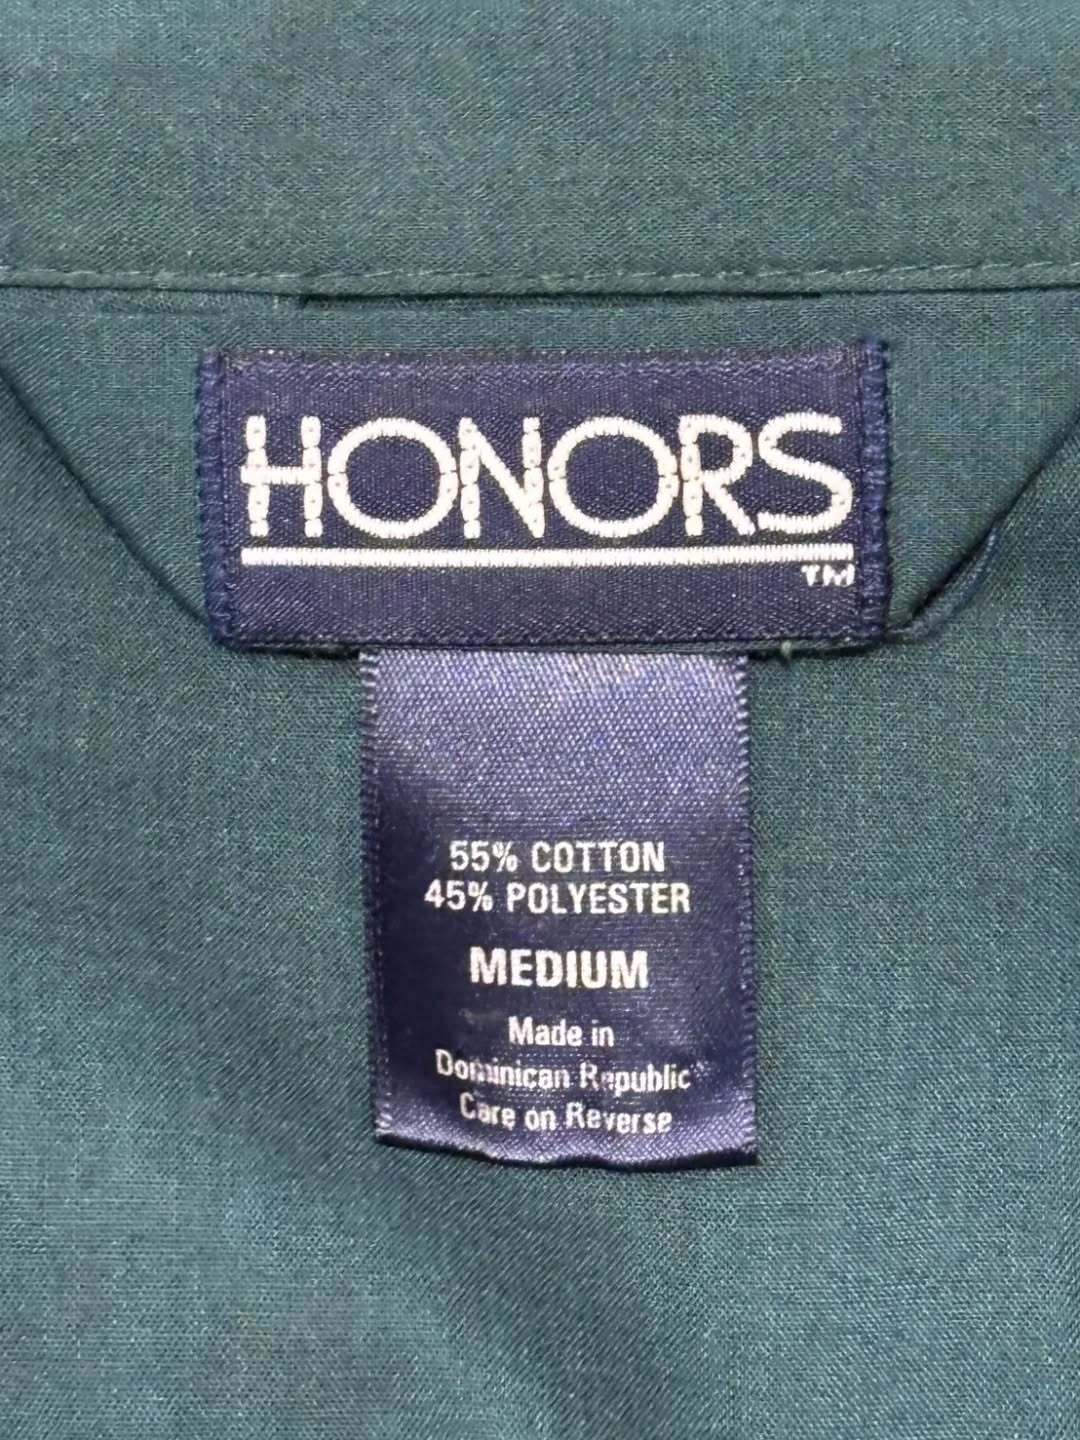 HONORS
TM
55% COTTON
45% POLYESTER
MEDIUM
Made in
Dominican Republic
Care on Reverse